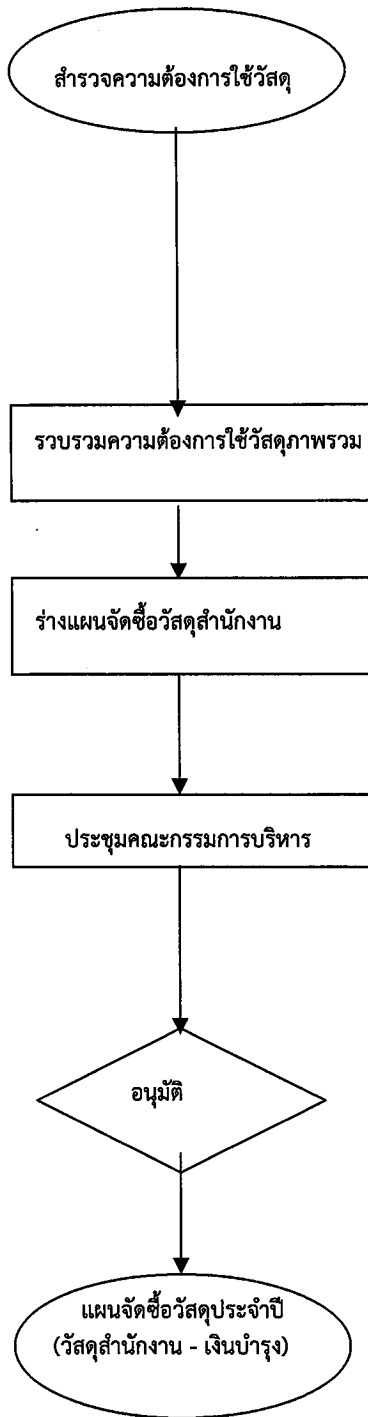 สำรวจความต้องการใช้วัสดุ
รวบรวมความต้องการใช้วัสดุภาพรวม
ร่างแผนจัดซื้อวัสดุสำนักงาน
ประชุมคณะกรรมการบริหาร
อนุมัติ
แผนจัดซื้อวัสดุประจำปี
(วัสดุสำนักงาน - เงินบำรุง)